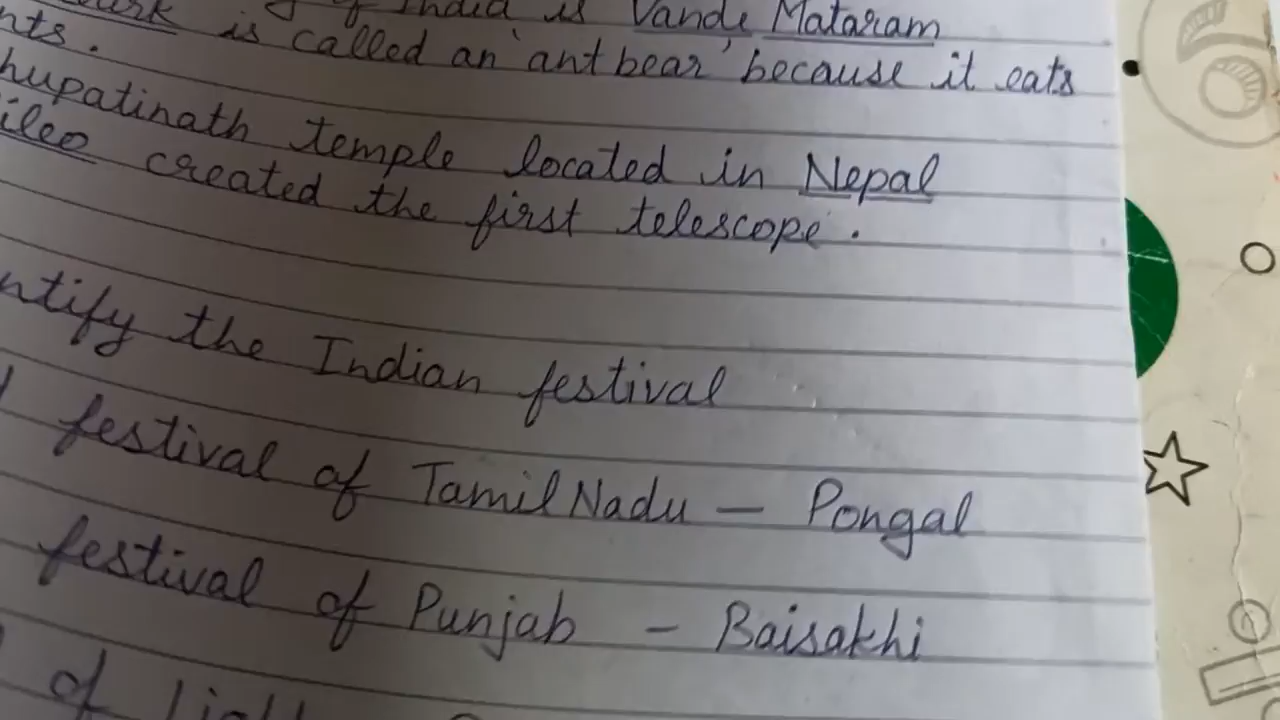 of India is Vande Mataram
is called an 'ant bear' because it eats
nts.
hupatinath temple located in Nepal
ileo created the first telescope.
ntify the Indian festival
festival of Tamil Nadu — Pongal
festival of Punjab - Baisakhi
of